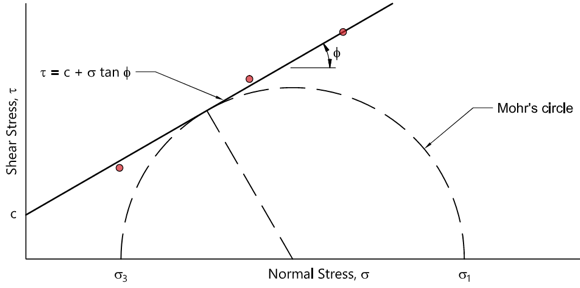 ϕ
τ = c + σ tan ϕ
Mohr's circle
Shear Stress, τ
c
σ3
Normal Stress, σ
σ1